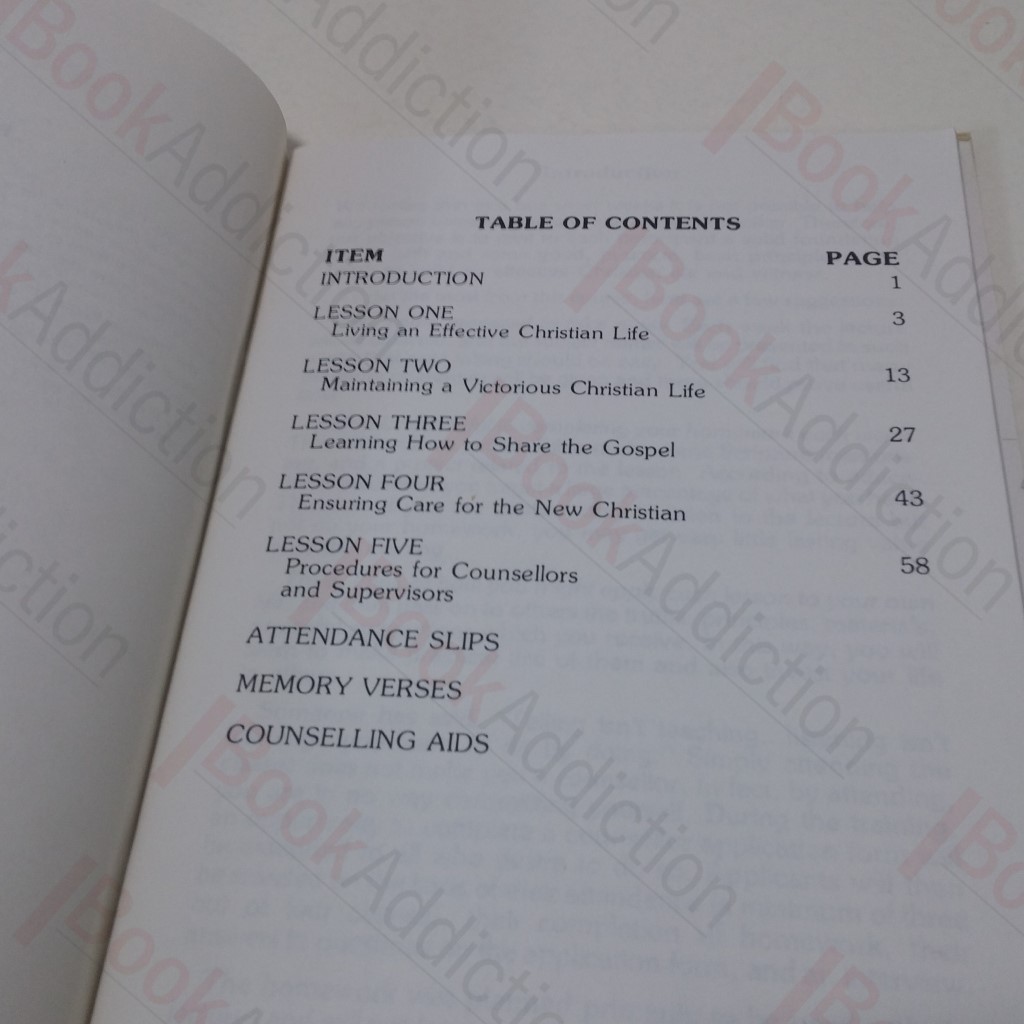 TABLE OF CONTENTS
ITEM PAGE
INTRODUCTION 1
LESSON ONE 3
Living an Effective Christian Life
LESSON TWO 13
Maintaining a Victorious Christian Life
LESSON THREE 27
Learning How to Share the Gospel
LESSON FOUR 43
Ensuring Care for the New Christian
LESSON FIVE 58
Procedures for Counsellors
and Supervisors
ATTENDANCE SLIPS
MEMORY VERSES
COUNSELLING AIDS
BookAddiction